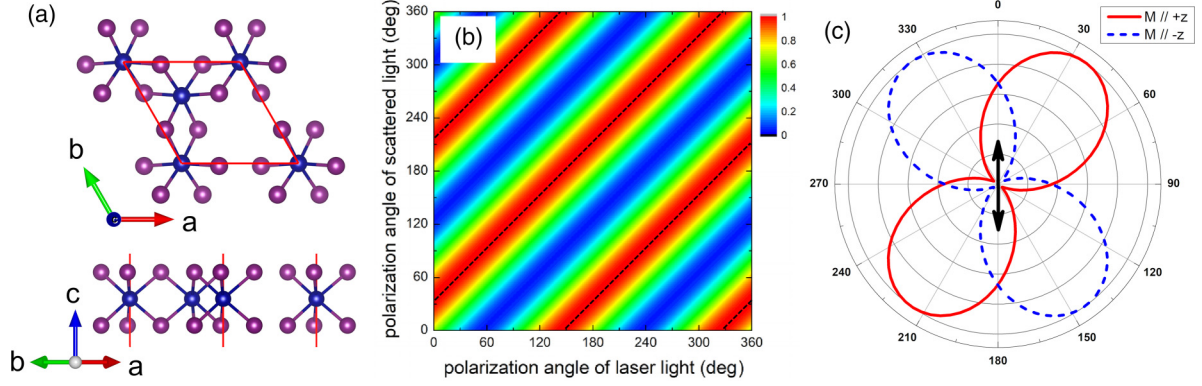 (a)
b
a
c
b
a
(b)
polarization angle of scattered light (deg)
360
300
240
180
120
60
0
0
60
120
180
240
300
360
polarization angle of laser light (deg)
1
0.8
0.6
0.4
0.2
0
(c)
M // +z
M // -z
0
30
60
90
120
150
180
210
240
270
300
330